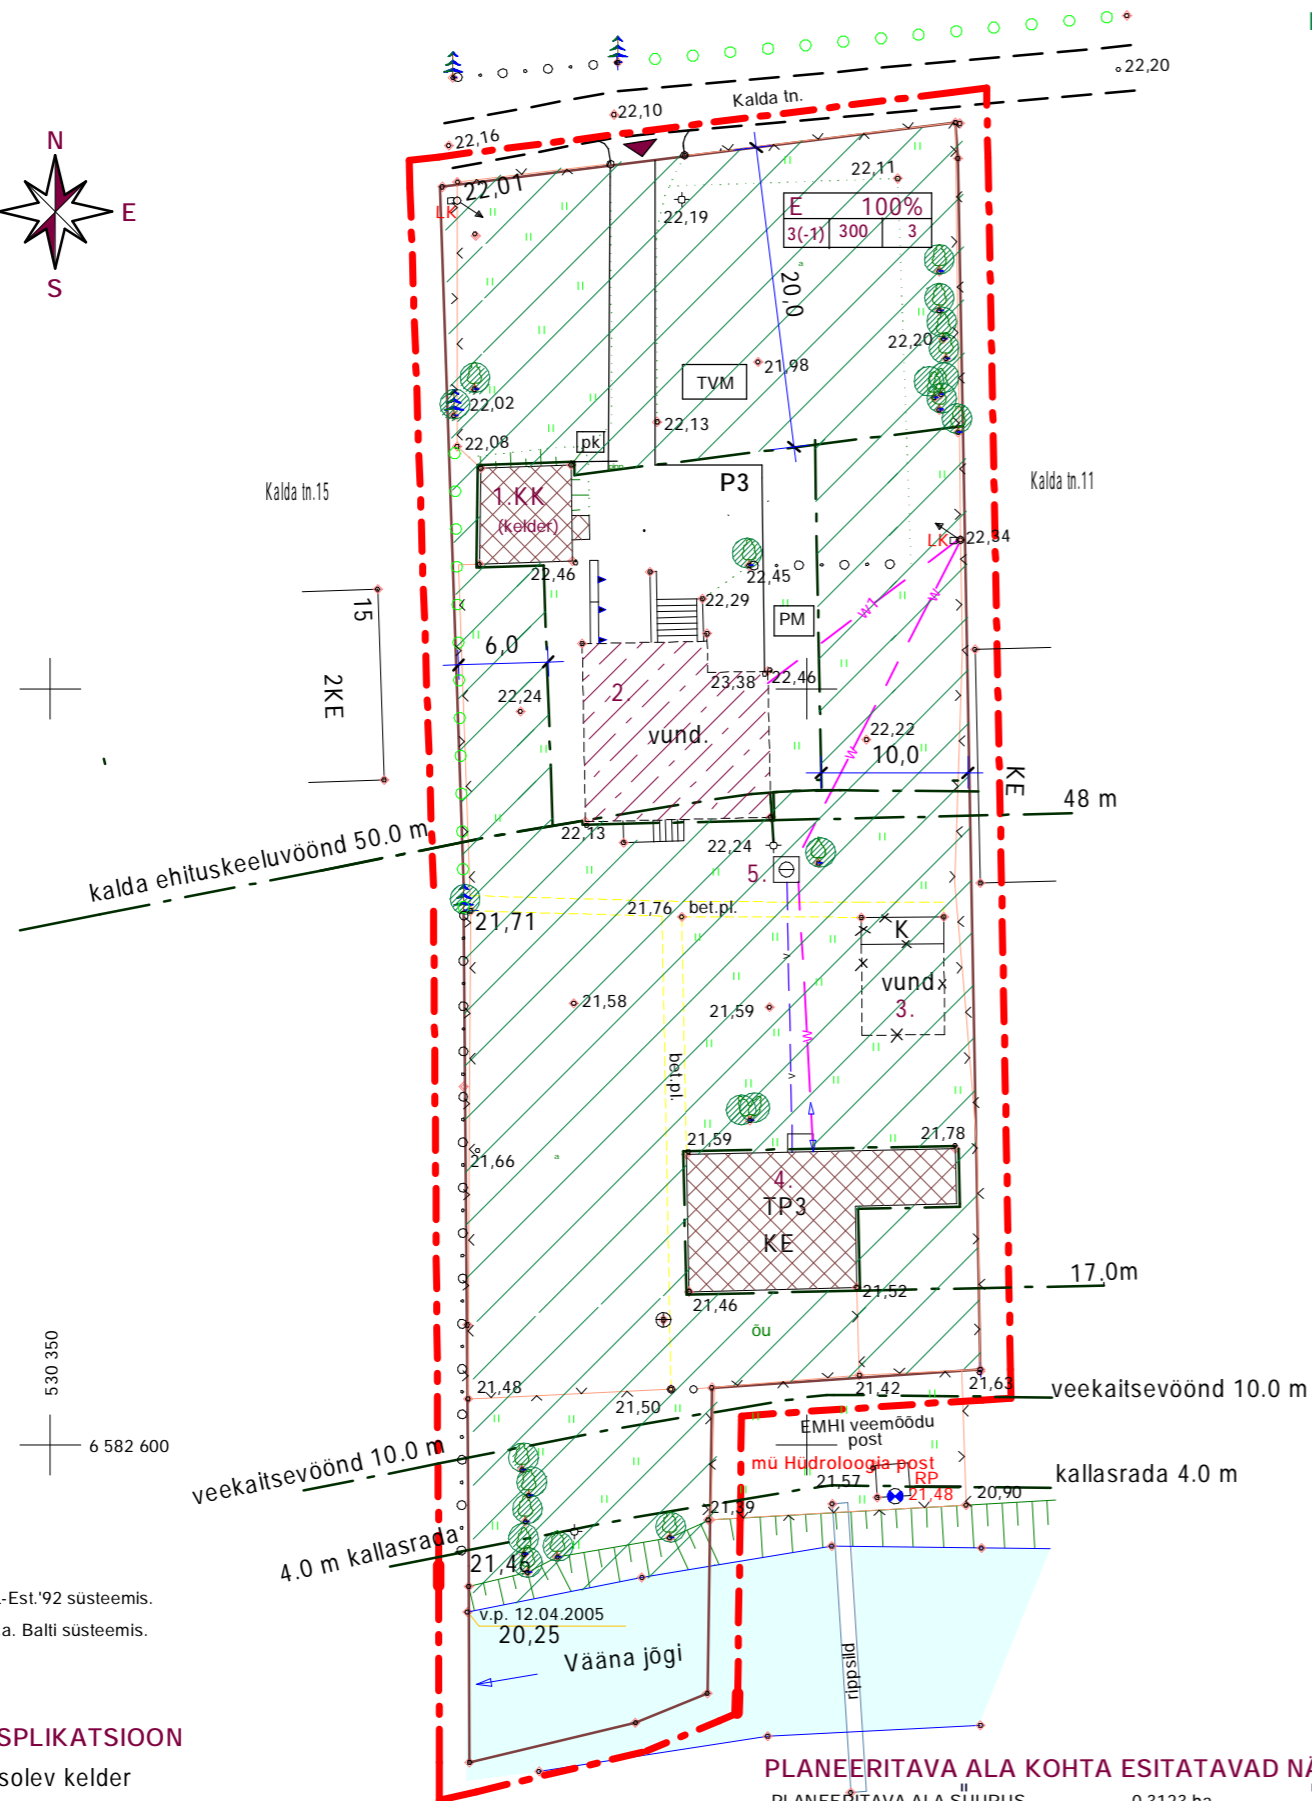 22,20
22,10
Kalda tn.
22,16
N
E
S
22,01
LK
22,11
22,19
E 100%
3(-1) 300 3
20,0
22,20
21,98
TVM
22,02
22,13
22,08
pk
Kalda tn.15
P3
Kalda tn.11
1.KK
(kelder)
LK
22,34
22,46
22,45
22,29
w1
w
15
PM
6,0
2KE
23,38
22,46
2.
22,24
vund.
22,22
w
10,0
KE
48 m
22,13
22,24
kalda ehituskeeluvöönd 50.0 m
5.
21,76
bet.pl.
21,71
K
vund.
21,58
21,59
3.
w
v
v
bet.pl.
21,59
21,78
21,66
4.
TP3
KE
17.0m
21,46
21,52
õu
530 350
21,48
21,42
21,63
veekaitsevöönd 10.0 m
21,50
EMHI veemõõdu
post
6 582 600
mü Hüdroloogia post
veekaitsevöönd 10.0 m
RP
kallasrada 4.0 m
21,57
21,48
20,90
21,39
4.0 m kallasrada
21,46
.-Est.'92 süsteemis.
v.p. 12.04.2005
a. Balti süsteemis.
20,25
Vääna jõgi
rippsild
SPLIKATSIOON
PLANEERITAVA ALA KOHTA ESITATAVAD NÄ
solev kelder
PLANEERITAVA ALA SUURUS 0,3123 ha